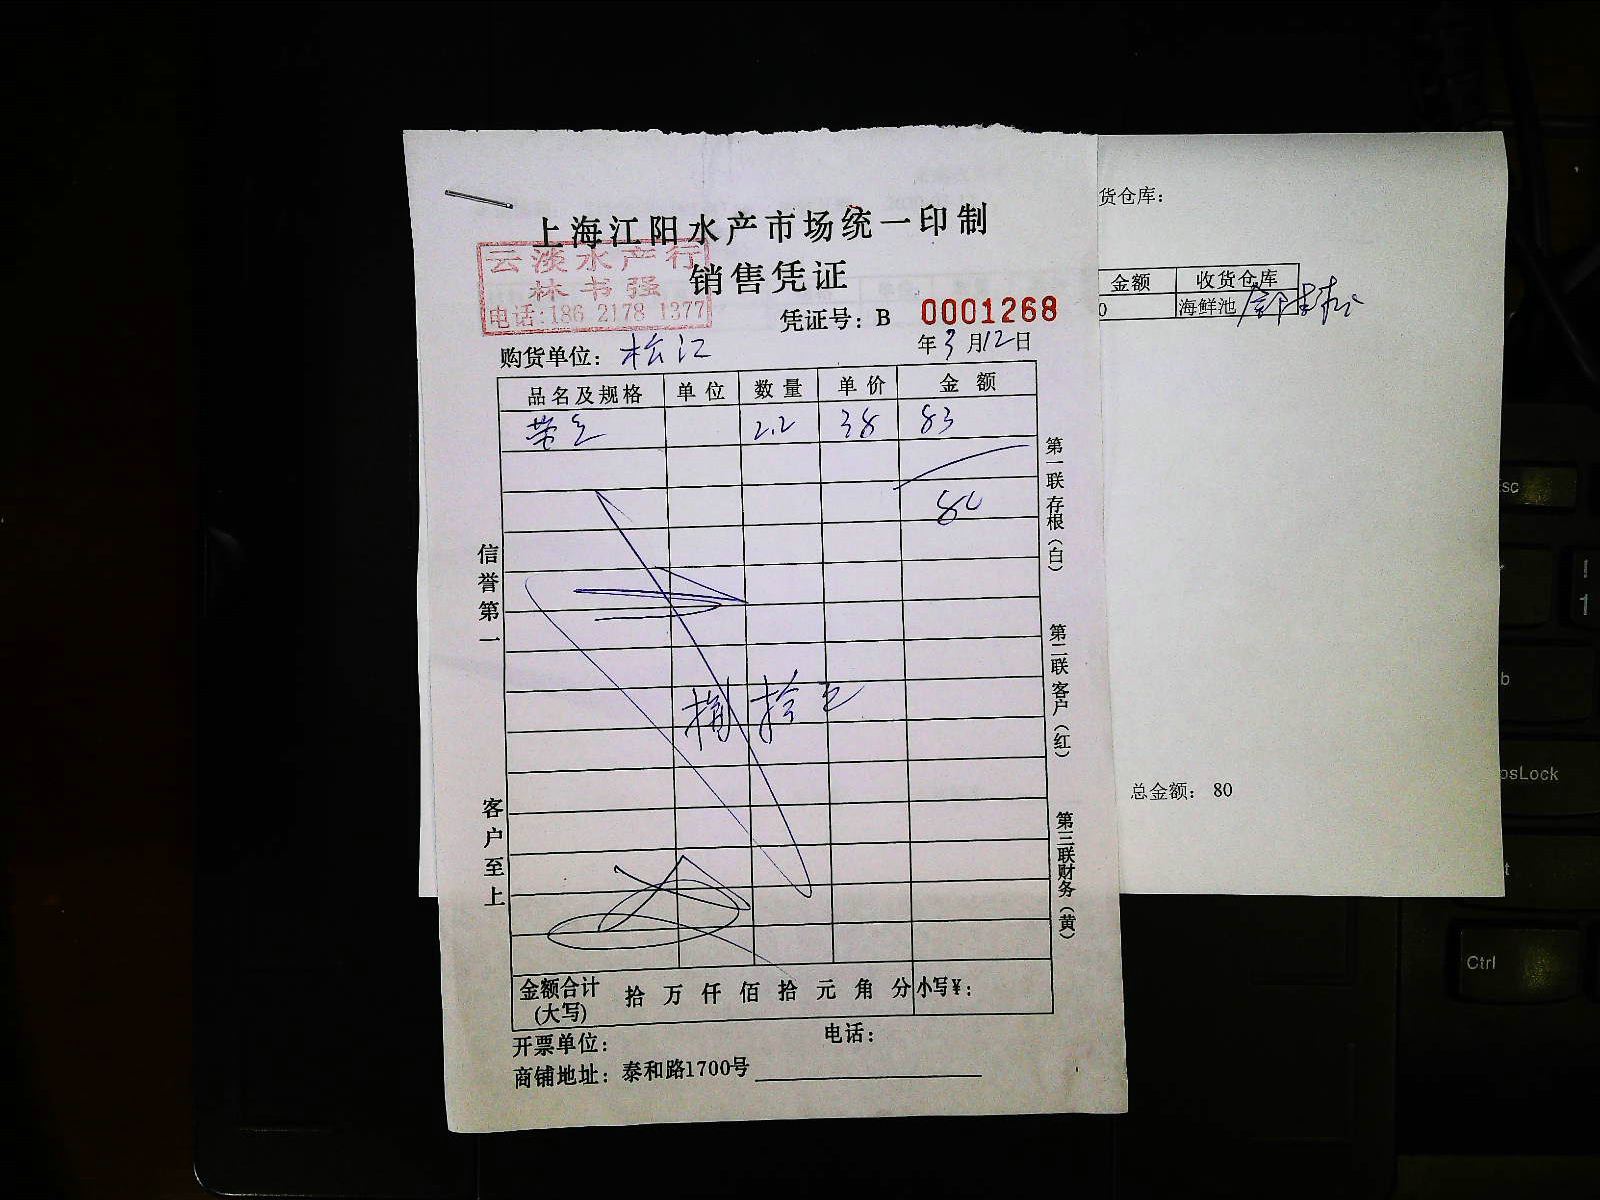 上海江阳水产市场统一印制
云淡水产行
林书强
电话:186 2178 1377
销售凭证
凭证号: B 0001268
购货单位: 松江
年3月12日
品名及规格 单位 数量 单价 金额
2.2 38 83
80
拾
信誉第一
客户至上
第一联存根(白)
第二联客户(红)
第三联财务(黄)
金额合计(大写) 拾 万 仟 佰 拾 元 角 分 小写¥:
开票单位: 电话:
商铺地址: 泰和路1700号
货仓库:
金额 收货仓库
0 海鲜池
总金额: 80
Esc
1
osLock
Ctrl